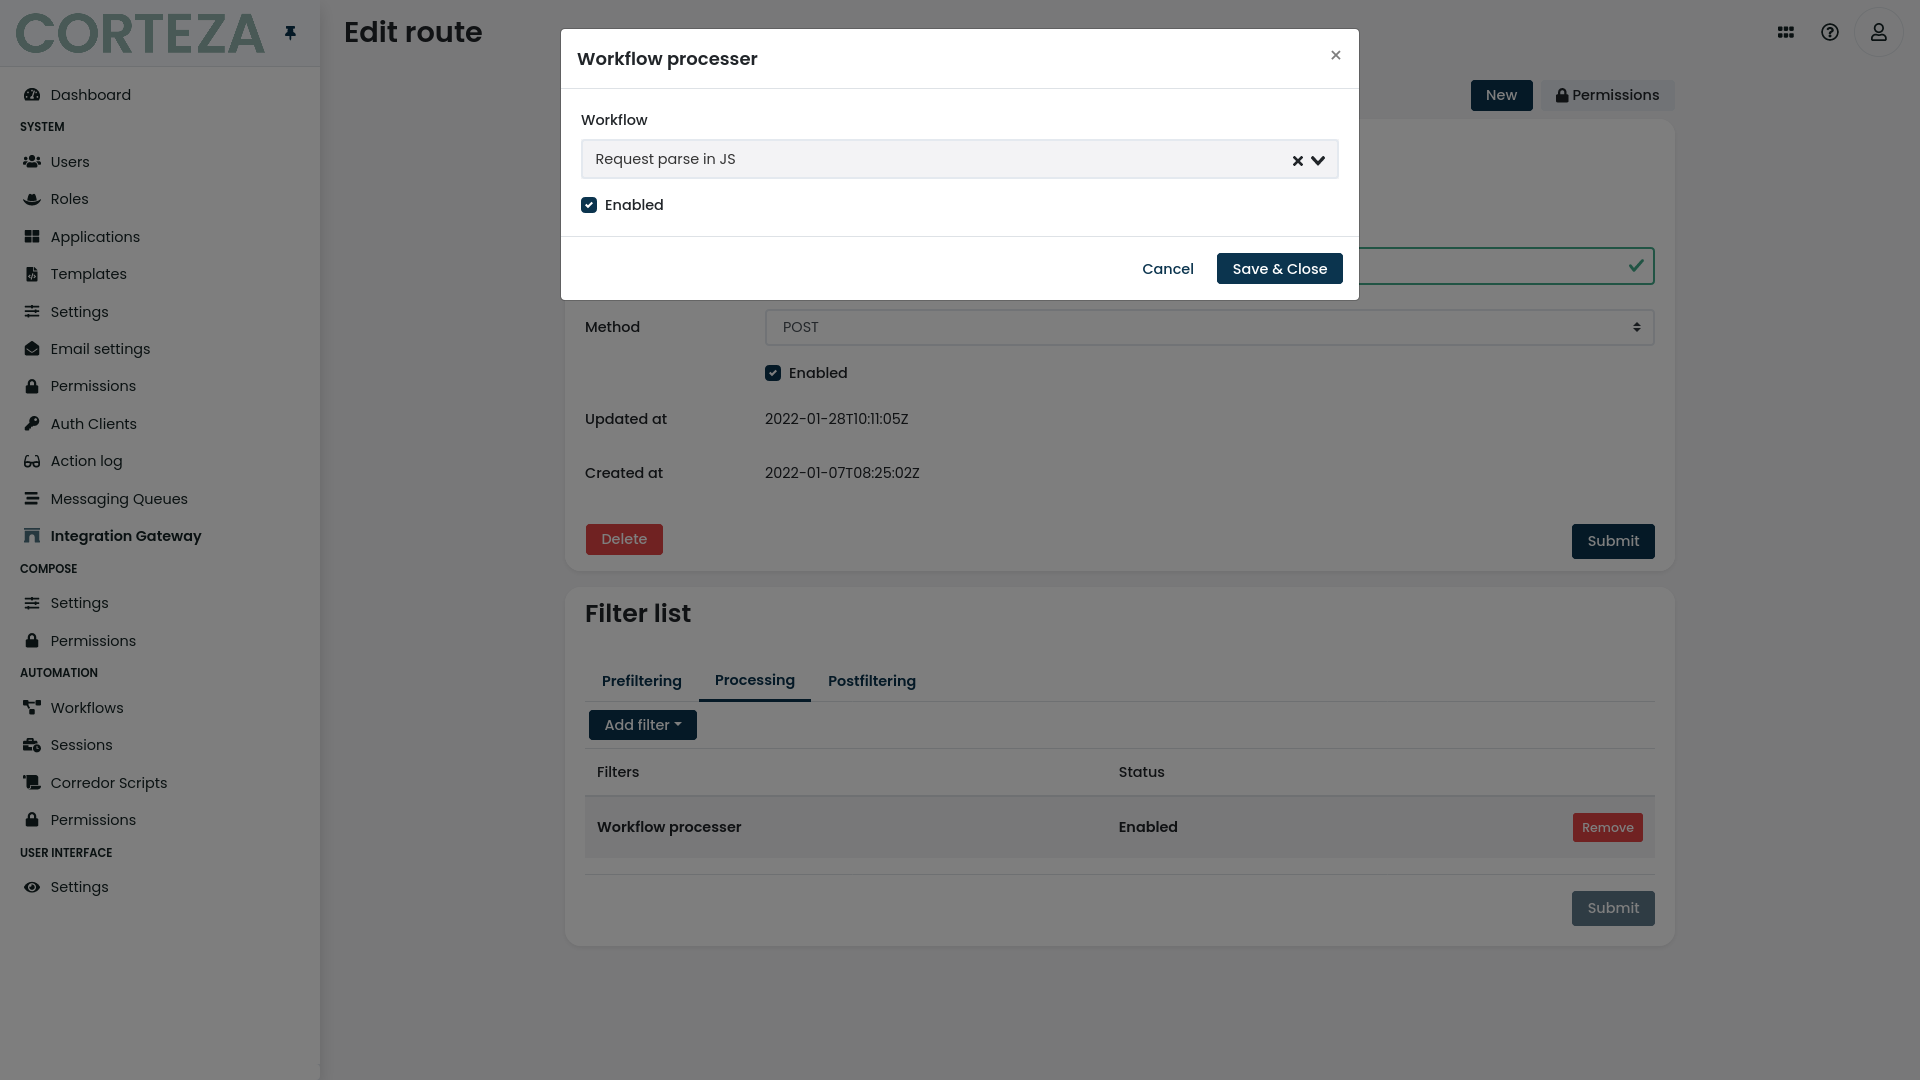 CORTEZA
Edit route
Dashboard
SYSTEM
Users
Roles
Applications
Templates
Settings
Email settings
Permissions
Auth Clients
Action log
Messaging Queues
Integration Gateway
COMPOSE
Settings
Permissions
AUTOMATION
Workflows
Sessions
Corredor Scripts
Permissions
USER INTERFACE
Settings
Workflow processer
×
Workflow
Request parse in JS
Enabled
Cancel
Save & Close
New
Permissions
Method
POST
Enabled
Updated at
2022-01-28T10:11:05Z
Created at
2022-01-07T08:25:02Z
Delete
Submit
Filter list
Prefiltering
Processing
Postfiltering
Add filter
Filters
Status
Workflow processer
Enabled
Remove
Submit